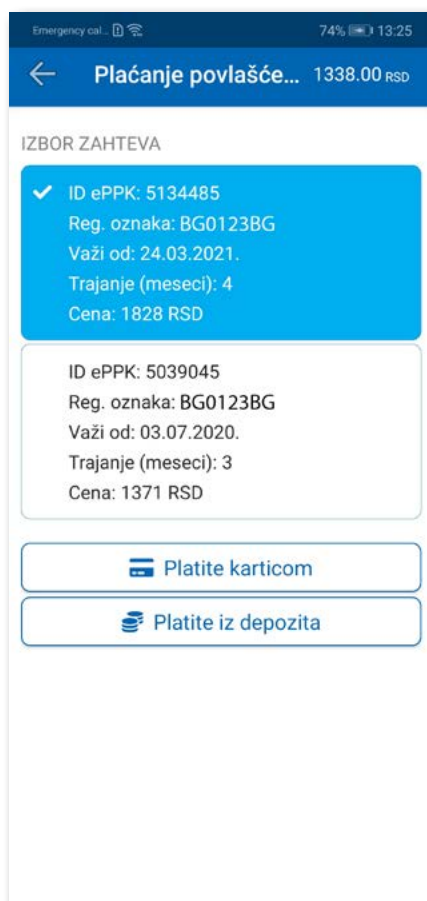 Emergency cal... 74% 13:25
Plaćanje povlašće... 1338.00 RSD
IZBOR ZAHTEVA
ID ePPK: 5134485
Reg. oznaka: BG0123BG
Važi od: 24.03.2021.
Trajanje (meseci): 4
Cena: 1828 RSD
ID ePPK: 5039045
Reg. oznaka: BG0123BG
Važi od: 03.07.2020.
Trajanje (meseci): 3
Cena: 1371 RSD
Platite karticom
Platite iz depozita